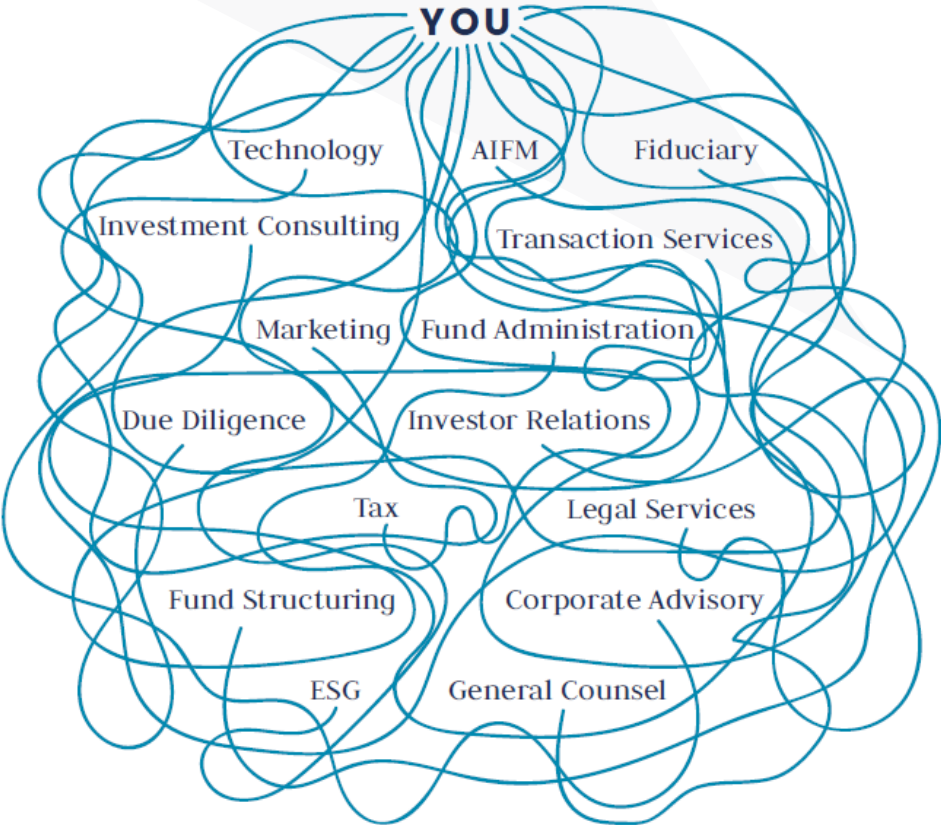 YOU
Technology
AIFM
Fiduciary
Investment Consulting
Transaction Services
Marketing
Fund Administration
Due Diligence
Investor Relations
Tax
Legal Services
Fund Structuring
Corporate Advisory
ESG
General Counsel